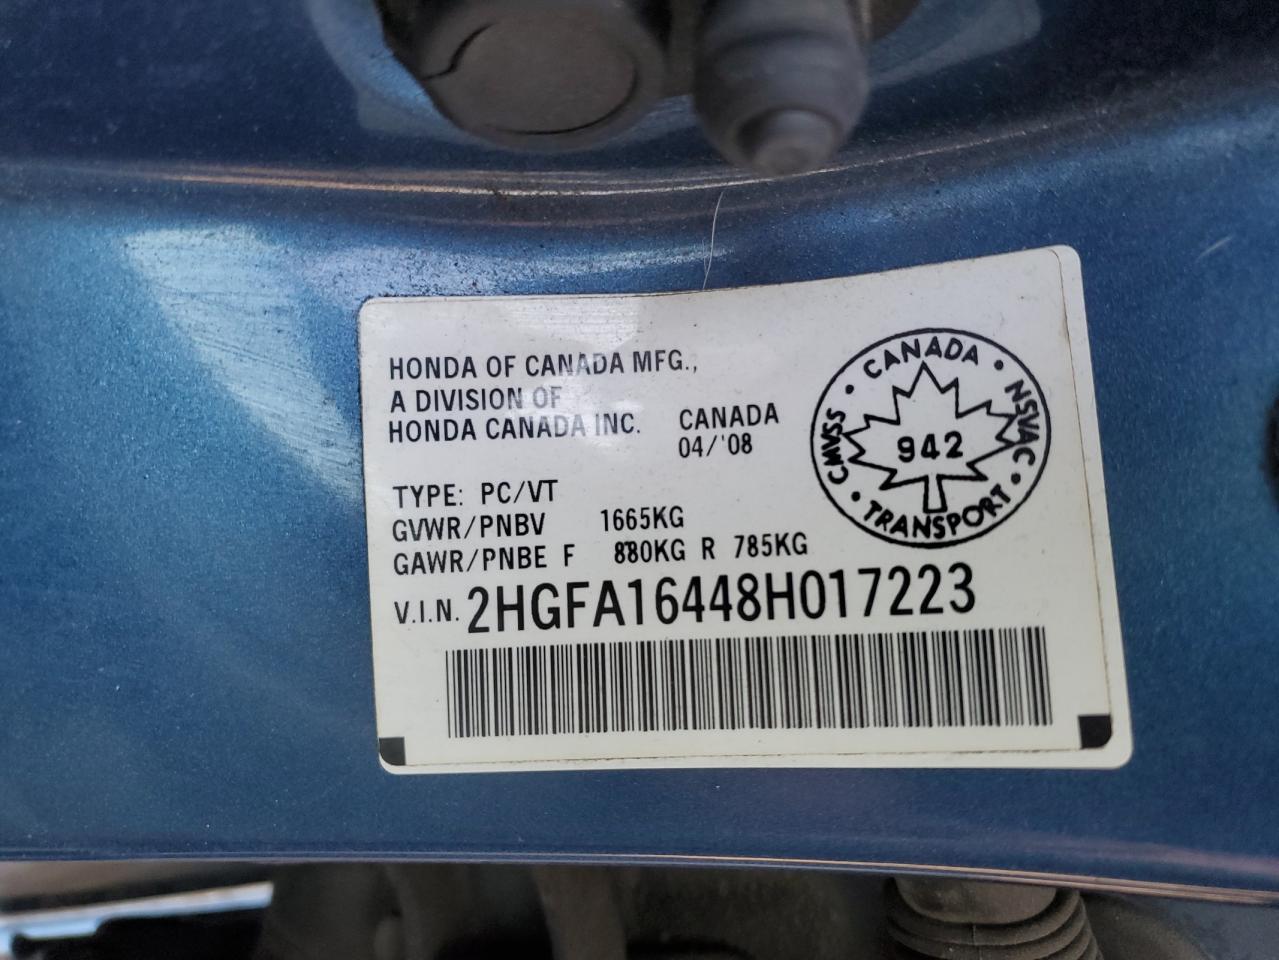 HONDA OF CANADA MFG.,
A DIVISION OF
HONDA CANADA INC.
CANADA
04/'08
TYPE: PC/VT
GVWR/PNBV 1665KG
GAWR/PNBE F 880KG R 785KG
V.I.N. 2HGFA16448H017223
CANADA • NSVAC • TRANSPORT • CMVSS •
942